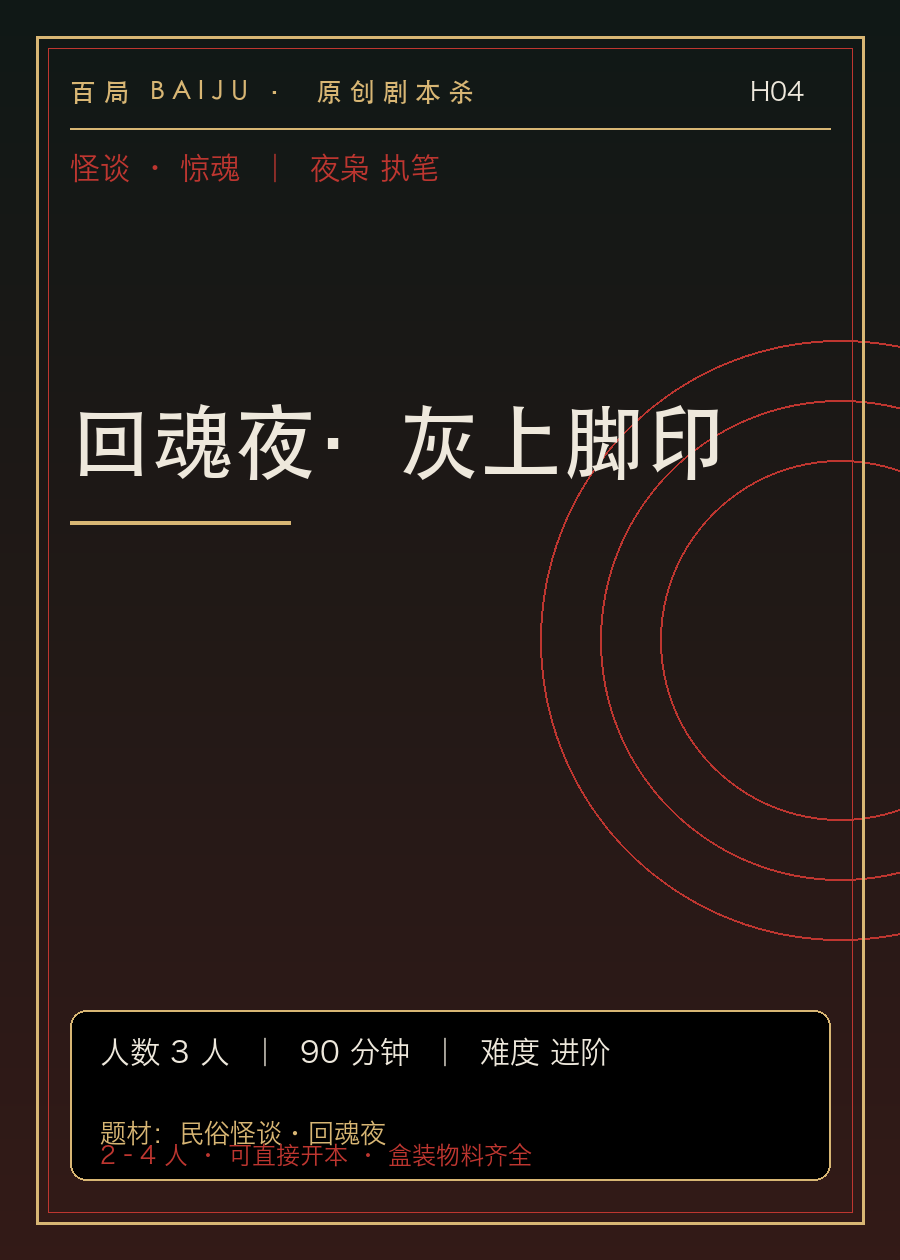 百局 BAIJU · 原创剧本杀 H04
怪谈 · 惊魂 ｜ 夜枭 执笔
回魂夜· 灰上脚印
人数 3 人 ｜ 90 分钟 ｜ 难度 进阶
题材：民俗怪谈·回魂夜
2-4 人 · 可直接开本 · 盒装物料齐全